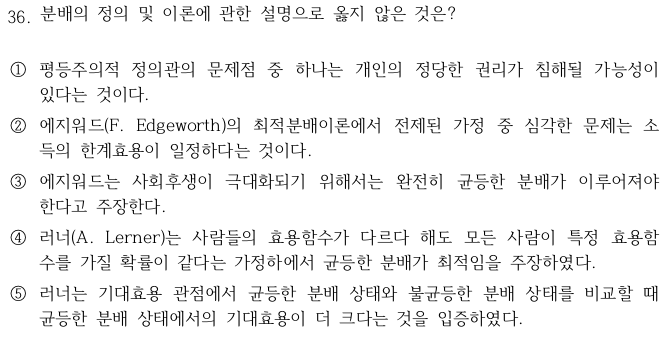 36. 분배의 정의 및 이론에 관한 설명으로 옳지 않은 것은?
① 평등주의적 정의관의 문제점 중 하나는 개인의 정당한 권리가 침해될 가능성이
있다는 것이다.
② 에지워드(F. Edgeworth)의 최적분배이론에서 전제된 가정 중 심각한 문제는 소
득의 한계효용이 일정하다는 것이다.
③ 에지워드는 사회후생이 극대화되기 위해서는 완전히 균등한 분배가 이루어져야
한다고 주장한다.
④ 러너(A. Lerner)는 사람들의 효용함수가 다르다 해도 모든 사람이 특정 효용함
수를 가질 확률이 같다는 가정하에서 균등한 분배가 최적임을 주장하였다.
⑤ 러너는 기대효용 관점에서 균등한 분배 상태와 불균등한 분배 상태를 비교할 때
균등한 분배 상태에서의 기대효용이 더 크다는 것을 입증하였다.